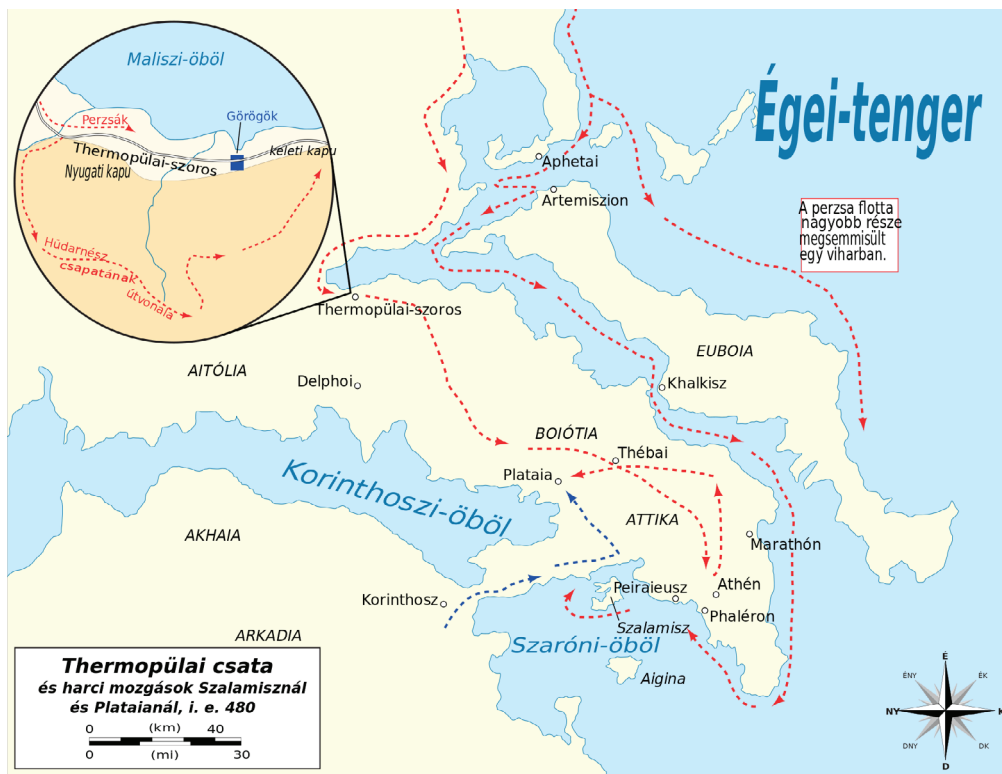 Maliszi-öböl
Perzsák
Görögök
Thermopülai-szoros
keleti kapu
Nyugati kapu
Hüdarnész
csapatának
útvonala
Égei-tenger
Aphetai
Artemiszion
A perzsa flotta
nagyobb része
megsemmisült
egy viharban.
Thermopülai-szoros
EUBOIA
AITÓLIA
Delphoi
Khalkisz
BOIÓTIA
Thébai
Plataia
Korinthoszi-öböl
ATTIKA
AKHAIA
Marathón
Korinthosz
Peiraieusz
Athén
Phaléron
Szalamisz
ARKADIA
Szaróni-öböl
Aigina
Thermopülai csata
és harci mozgások Szalamisznál
és Plataianál, i. e. 480
0 (km) 40
0 (mi) 30
É
ÉNY ÉK
NY K
DNY DK
D